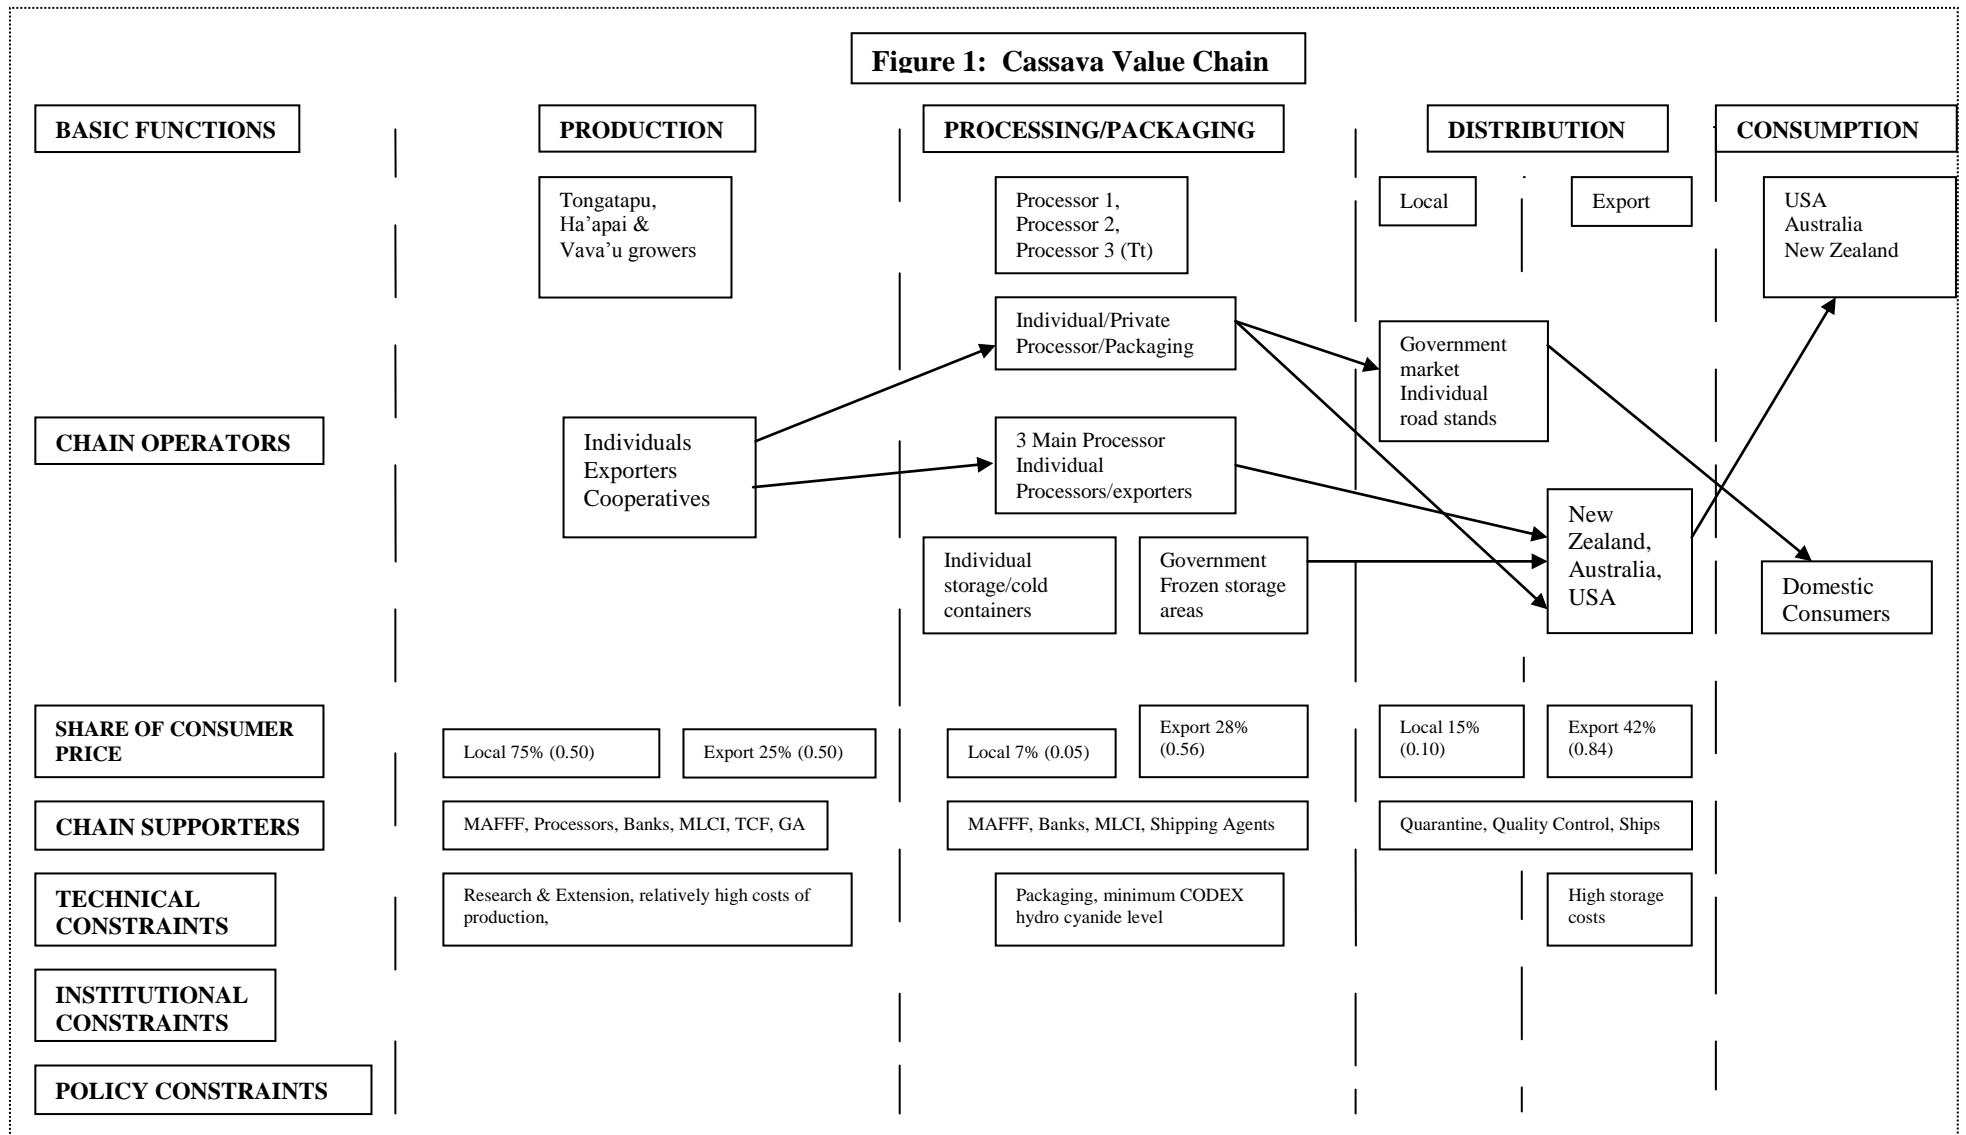 Figure 1: Cassava Value Chain
BASIC FUNCTIONS
PRODUCTION
PROCESSING/PACKAGING
DISTRIBUTION
CONSUMPTION
Tongatapu,
Ha’apai &
Vava’u growers
Processor 1,
Processor 2,
Processor 3 (Tt)
Local
Export
USA
Australia
New Zealand
Individual/Private
Processor/Packaging
Government
market
Individual
road stands
CHAIN OPERATORS
Individuals
Exporters
Cooperatives
3 Main Processor
Individual
Processors/exporters
New
Zealand,
Australia,
USA
Individual
storage/cold
containers
Government
Frozen storage
areas
Domestic
Consumers
SHARE OF CONSUMER
PRICE
Local 75% (0.50)
Export 25% (0.50)
Local 7% (0.05)
Export 28%
(0.56)
Local 15%
(0.10)
Export 42%
(0.84)
CHAIN SUPPORTERS
MAFFF, Processors, Banks, MLCI, TCF, GA
MAFFF, Banks, MLCI, Shipping Agents
Quarantine, Quality Control, Ships
TECHNICAL
CONSTRAINTS
Research & Extension, relatively high costs of
production,
Packaging, minimum CODEX
hydro cyanide level
High storage
costs
INSTITUTIONAL
CONSTRAINTS
POLICY CONSTRAINTS